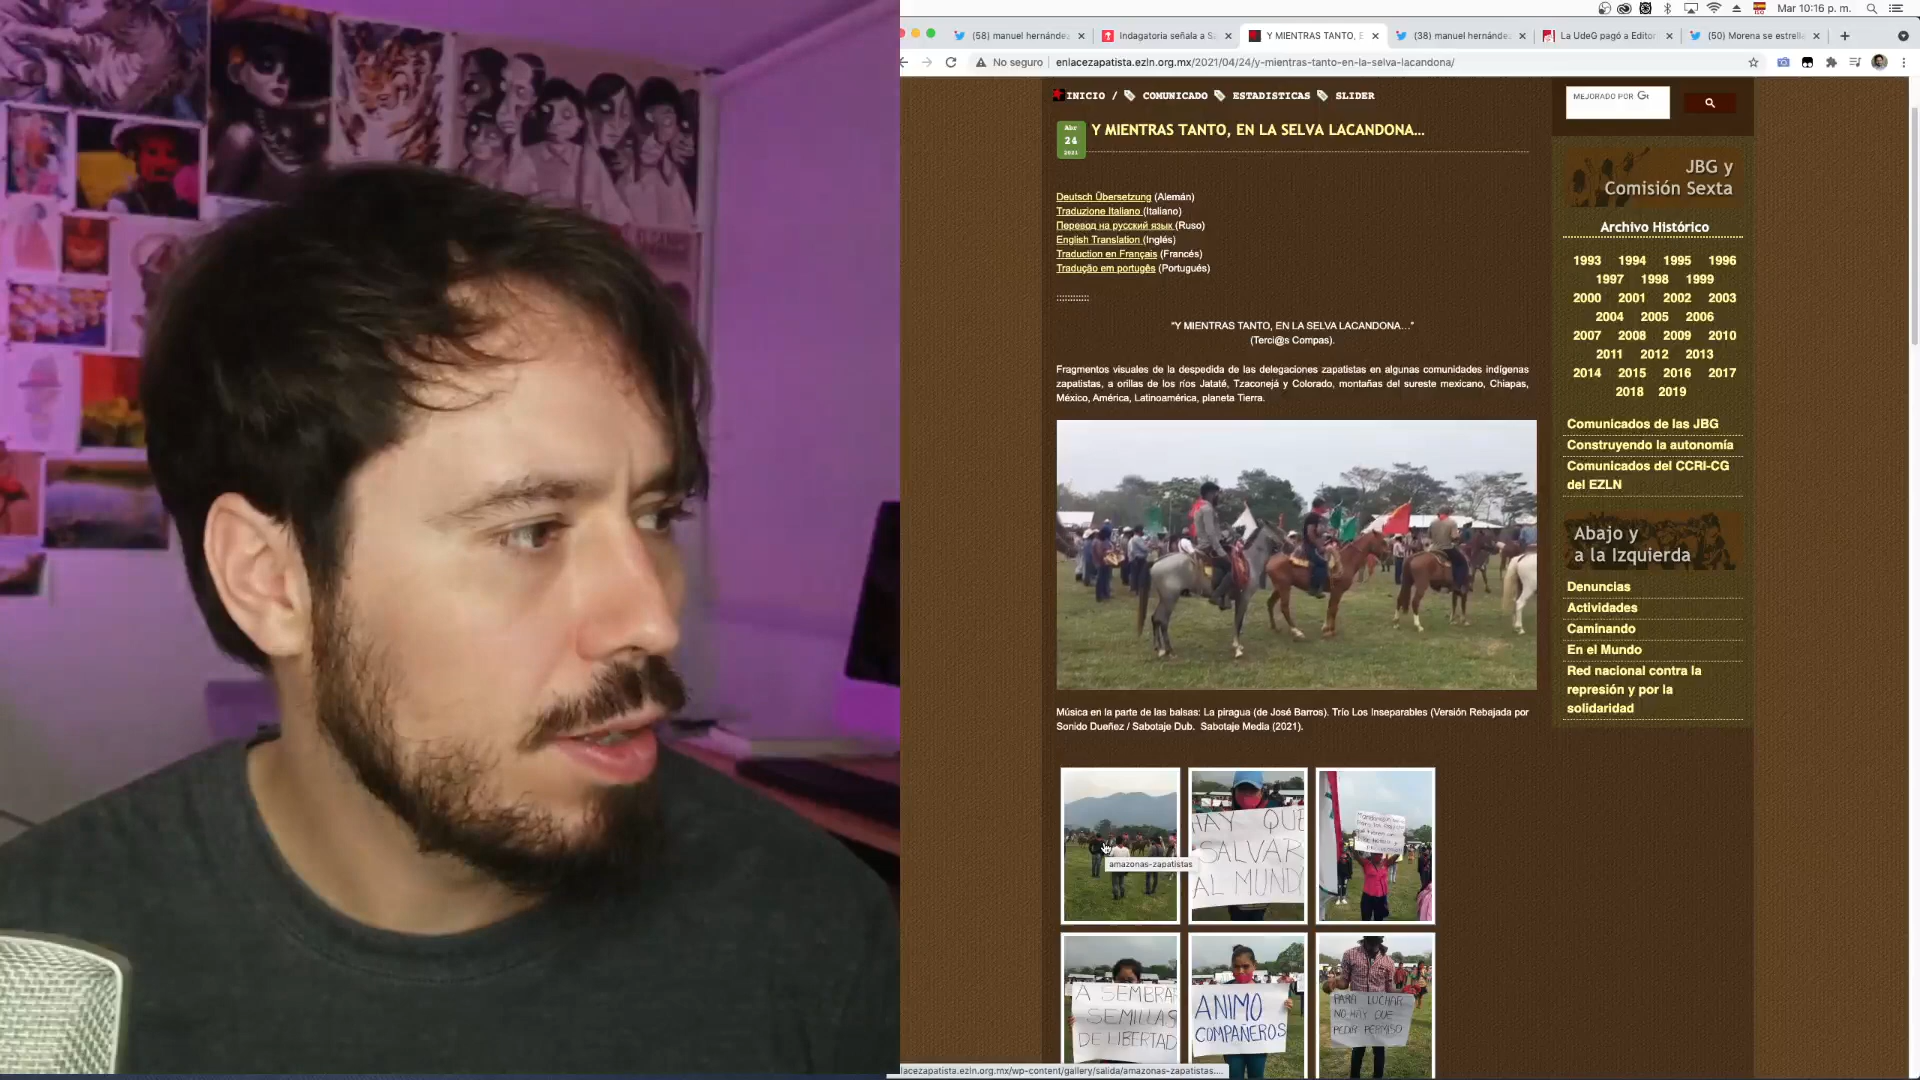 Mar 10:16 p. m.
(58) manuel hernández
Indagatoria señala a S
Y MIENTRAS TANTO, E
(38) manuel hernández
La UdeG pagó a Editor
(50) Morena se estrell
No seguro
enlacezapatista.ezln.org.mx/2021/04/24/y-mientras-tanto-en-la-selva-lacandona/
INICIO / COMUNICADO ESTADISTICAS SLIDER
MEJORADO POR G
Abr
24
2021
Y MIENTRAS TANTO, EN LA SELVA LACANDONA...
Deutsch Übersetzung (Alemán)
Traduzione Italiano (Italiano)
Перевод на русский язык (Ruso)
English Translation (Inglés)
Traduction en Français (Francés)
Tradução em portugês (Portugués)
::::::::::::
"Y MIENTRAS TANTO, EN LA SELVA LACANDONA…"
(Terci@s Compas).
Fragmentos visuales de la despedida de las delegaciones zapatistas en algunas comunidades indígenas
zapatistas, a orillas de los ríos Jataté, Tzaconejá y Colorado, montañas del sureste mexicano, Chiapas,
México, América, Latinoamérica, planeta Tierra.
Música en la parte de las balsas: La piragua (de José Barros). Trío Los Inseparables (Versión Rebajada por
Sonido Dueñez / Sabotaje Dub. Sabotaje Media (2021).
amazonas-zapatistas
HAY QUE
SALVAR
AL MUND
A SEMBRA
SEMILLAS
DE LIBERTAD
ANIMO
COMPAÑEROS
PARA LUCHAR
NO HAY QUE
PEDIR PERMISO
JBG y
Comisión Sexta
Archivo Histórico
1993 1994 1995 1996
1997 1998 1999
2000 2001 2002 2003
2004 2005 2006
2007 2008 2009 2010
2011 2012 2013
2014 2015 2016 2017
2018 2019
Comunicados de las JBG
Construyendo la autonomía
Comunicados del CCRI-CG
del EZLN
Abajo y
a la Izquierda
Denuncias
Actividades
Caminando
En el Mundo
Red nacional contra la
represión y por la
solidaridad
lacezapatista.ezln.org.mx/wp-content/gallery/salida/amazonas-zapatistas....